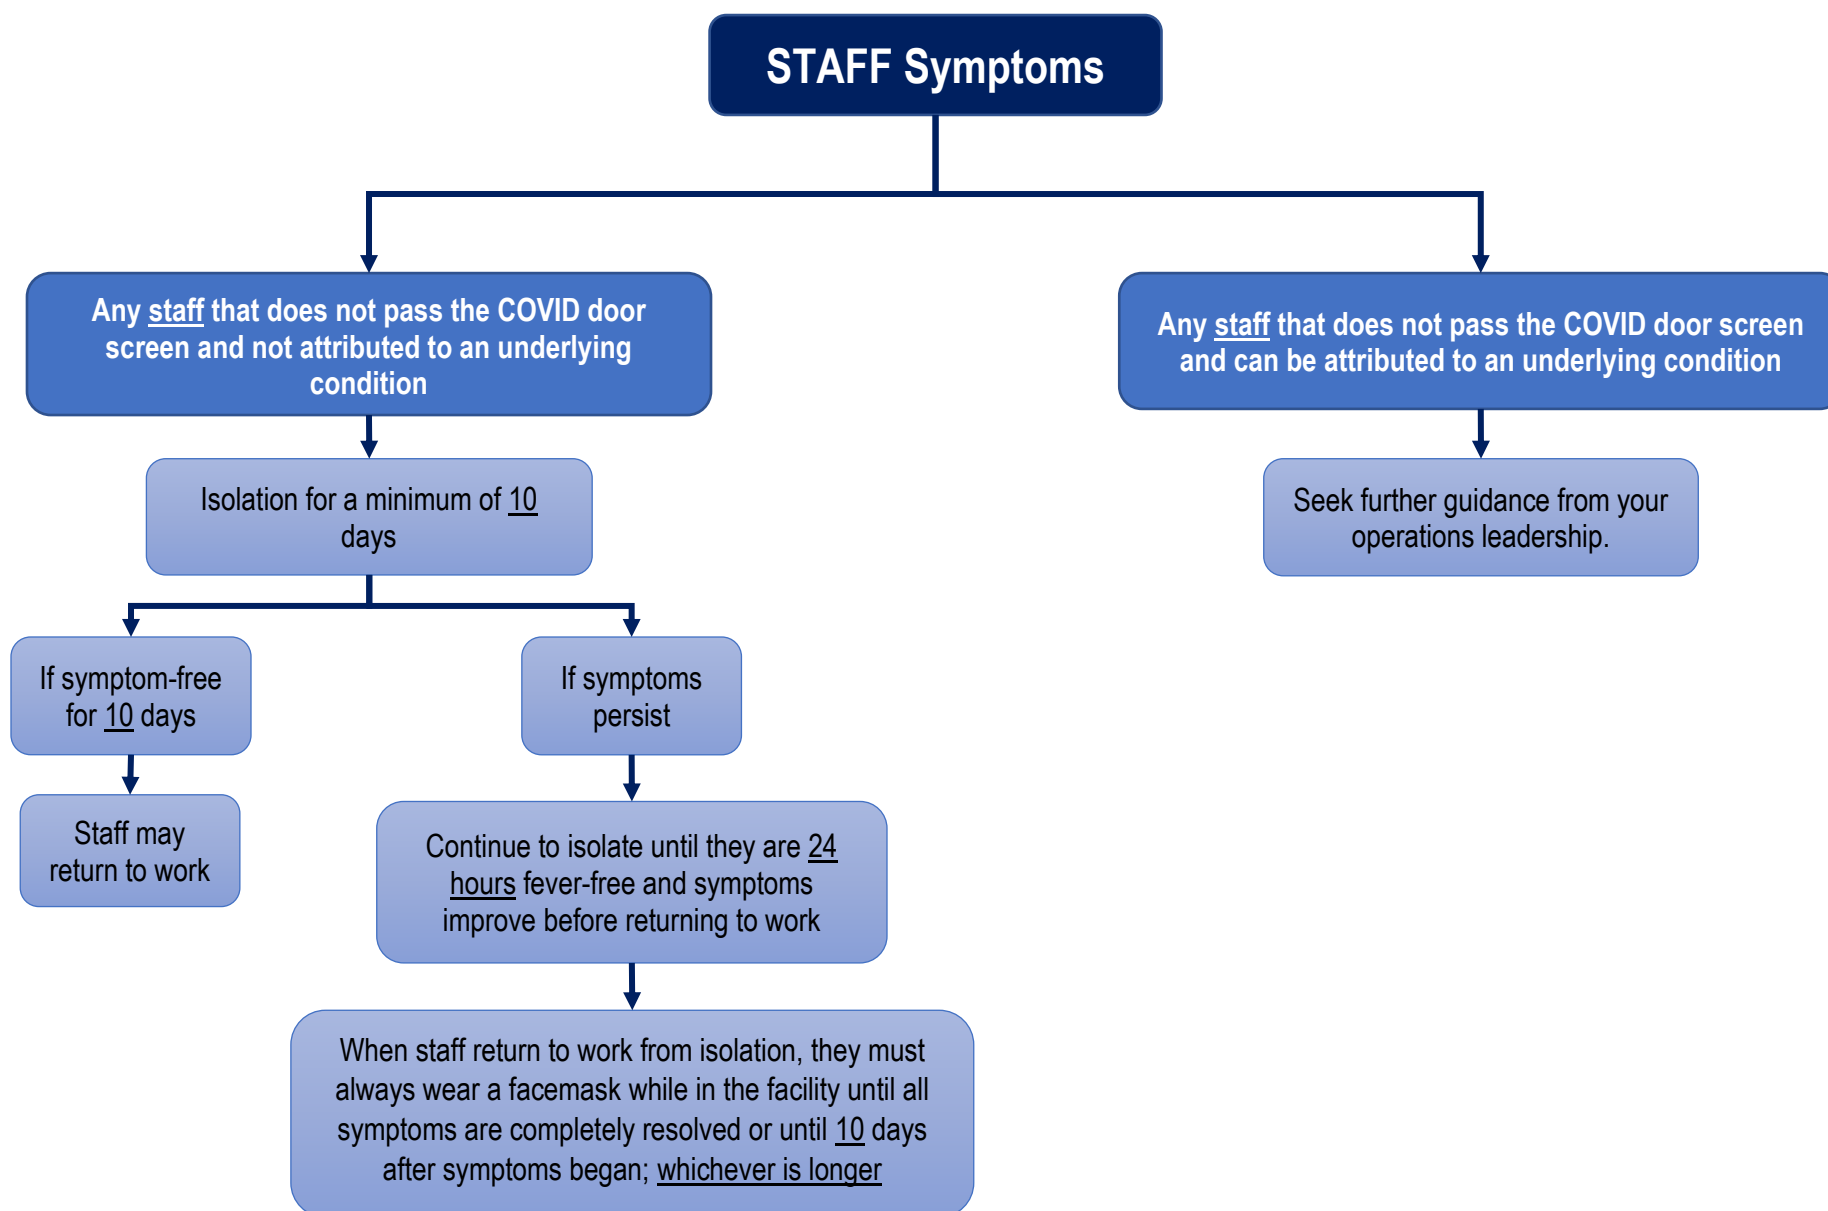 STAFF Symptoms
Any staff that does not pass the COVID door
screen and not attributed to an underlying
condition
Any staff that does not pass the COVID door screen
and can be attributed to an underlying condition
Isolation for a minimum of 10
days
Seek further guidance from your
operations leadership.
If symptom-free
for 10 days
If symptoms
persist
Staff may
return to work
Continue to isolate until they are 24
hours fever-free and symptoms
improve before returning to work
When staff return to work from isolation, they must
always wear a facemask while in the facility until all
symptoms are completely resolved or until 10 days
after symptoms began; whichever is longer